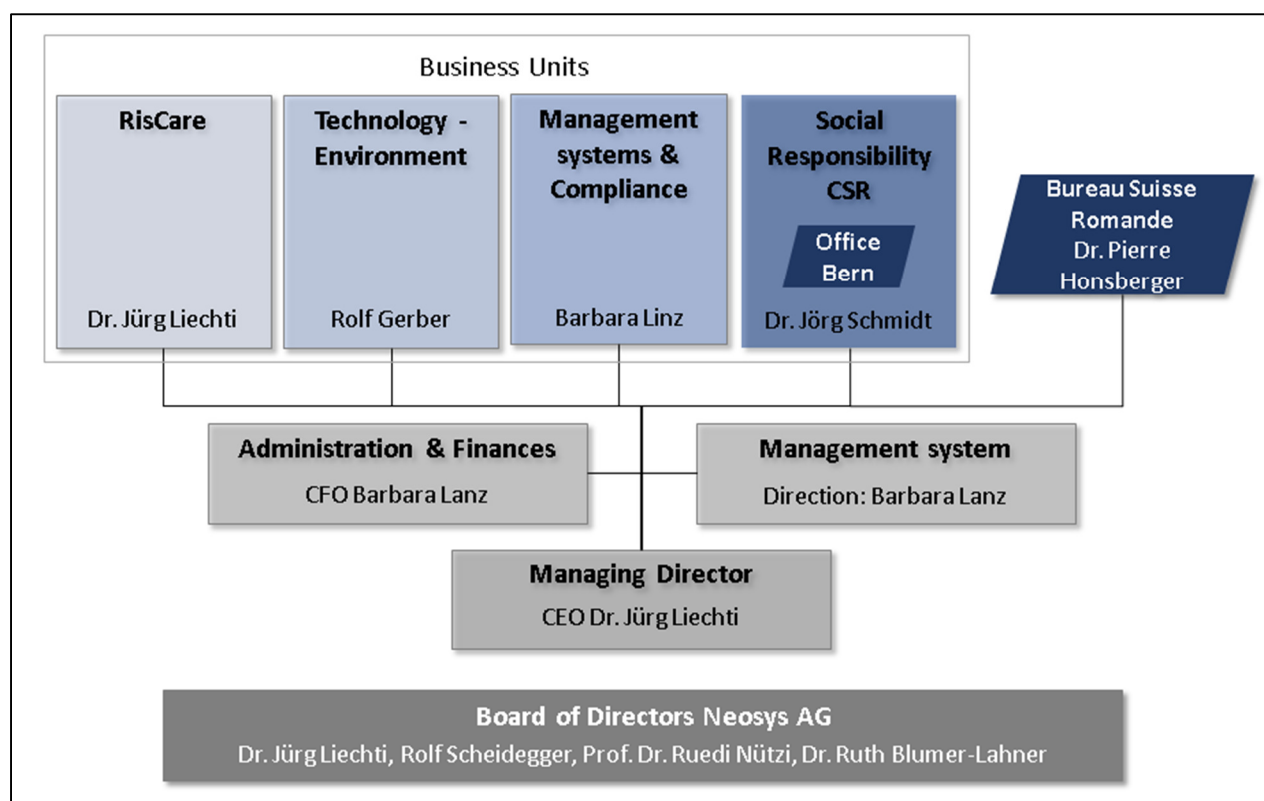 Business Units
RisCare
Dr. Jürg Liechti
Technology -
Environment
Rolf Gerber
Management
systems &
Compliance
Barbara Linz
Social
Responsibility
CSR
Office
Bern
Dr. Jörg Schmidt
Bureau Suisse
Romande
Dr. Pierre
Honsberger
Administration & Finances
CFO Barbara Lanz
Management system
Direction: Barbara Lanz
Managing Director
CEO Dr. Jürg Liechti
Board of Directors Neosys AG
Dr. Jürg Liechti, Rolf Scheidegger, Prof. Dr. Ruedi Nützi, Dr. Ruth Blumer-Lahner